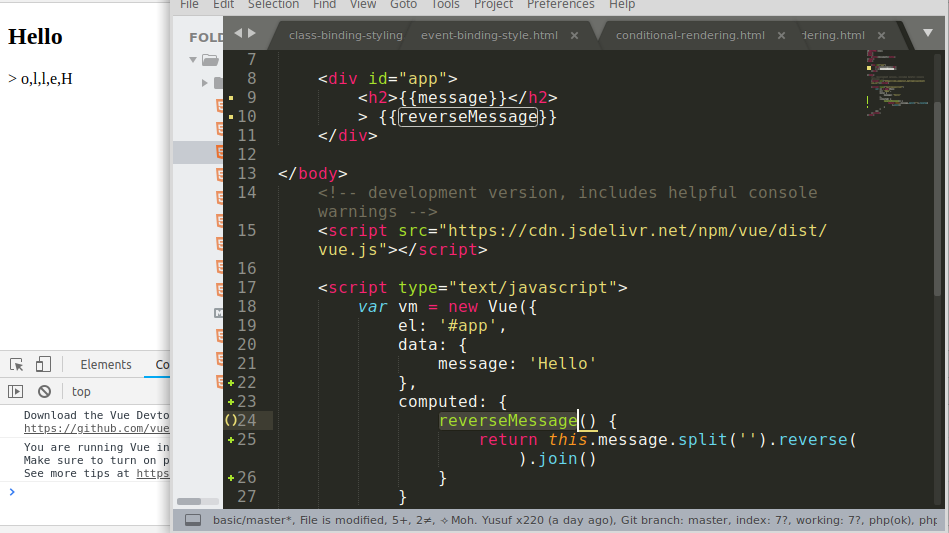 File Edit Selection Find View Goto Tools Project Preferences Help
Hello
> o,l,l,e,H
FOLD
class-binding-styling event-binding-style.html × conditional-rendering.html × dering.html ×
7
8 <div id="app">
9 <h2>{{message}}</h2>
10 > {{reverseMessage}}
11 </div>
12
13 </body>
14 <!-- development version, includes helpful console
warnings -->
15 <script src="https://cdn.jsdelivr.net/npm/vue/dist/
vue.js"></script>
16
17 <script type="text/javascript">
18 var vm = new Vue({
19 el: '#app',
20 data: {
21 message: 'Hello'
22 },
23 computed: {
24 reverseMessage() {
25 return this.message.split('').reverse(
).join()
26 }
27 }
Elements Co
top
Download the Vue Devto
https://github.com/vue
You are running Vue in
Make sure to turn on p
See more tips at https
>
basic/master*, File is modified, 5+, 2≠, Moh. Yusuf x220 (a day ago), Git branch: master, index: 7?, working: 7?, php(ok), php